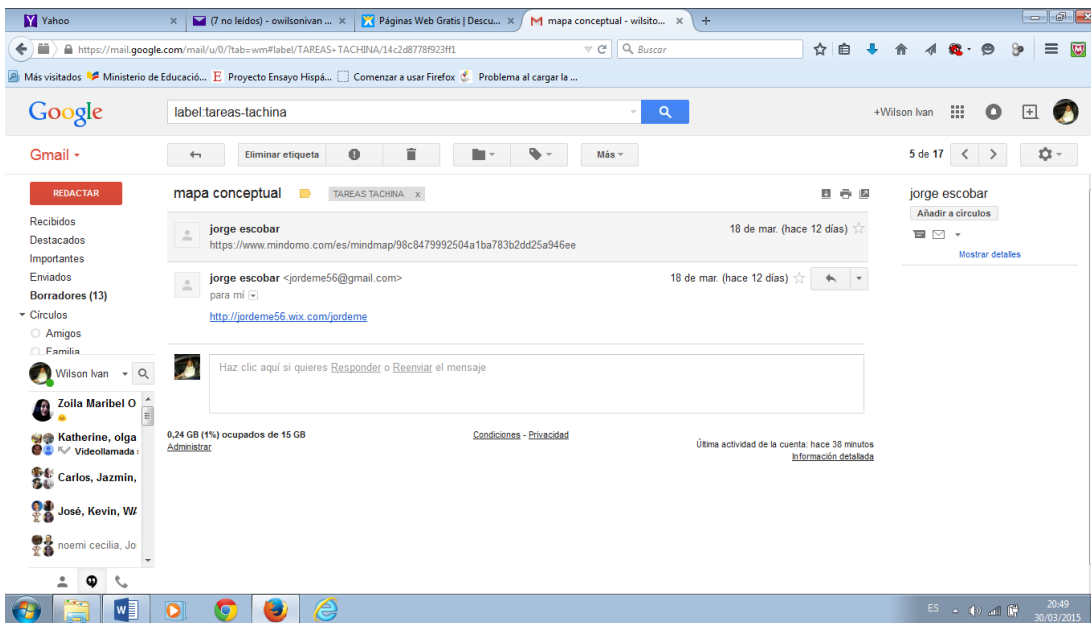 Yahoo
(7 no leídos) - owilsonivan ...
Páginas Web Gratis | Descu...
mapa conceptual - wilsito...
https://mail.google.com/mail/u/0/?tab=wm#label/TAREAS+TACHINA/14c2d8778f923ff1
Buscar
Más visitados
Ministerio de Educació...
Proyecto Ensayo Hispá...
Comenzar a usar Firefox
Problema al cargar la ...
Google
label:tareas-tachina
+Wilson Ivan
Gmail
Eliminar etiqueta
Más
5 de 17
REDACTAR
Recibidos
Destacados
Importantes
Enviados
Borradores (13)
Círculos
Amigos
Familia
mapa conceptual
TAREAS TACHINA x
jorge escobar
18 de mar. (hace 12 días)
https://www.mindomo.com/es/mindmap/98c8479992504a1ba783b2dd25a946ee
jorge escobar <jordeme56@gmail.com>
18 de mar. (hace 12 días)
para mí
http://jordeme56.wix.com/jordeme
Haz clic aquí si quieres Responder o Reenviar el mensaje
0,24 GB (1%) ocupados de 15 GB
Administrar
Condiciones - Privacidad
Última actividad de la cuenta: hace 38 minutos
Información detallada
jorge escobar
Añadir a círculos
Mostrar detalles
Wilson Ivan
Zoila Maribel O
Katherine, olga
Videollamada
Carlos, Jazmin,
José, Kevin, WA
noemi cecilia, Jo
ES
20:49
30/03/2015